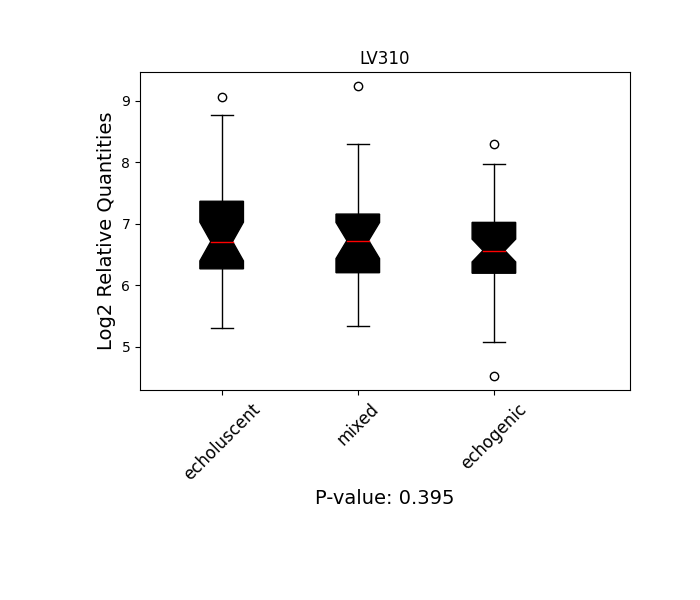 LV310
Log2 Relative Quantities
9
8
7
6
5
echoluscent
mixed
echogenic
P-value: 0.395